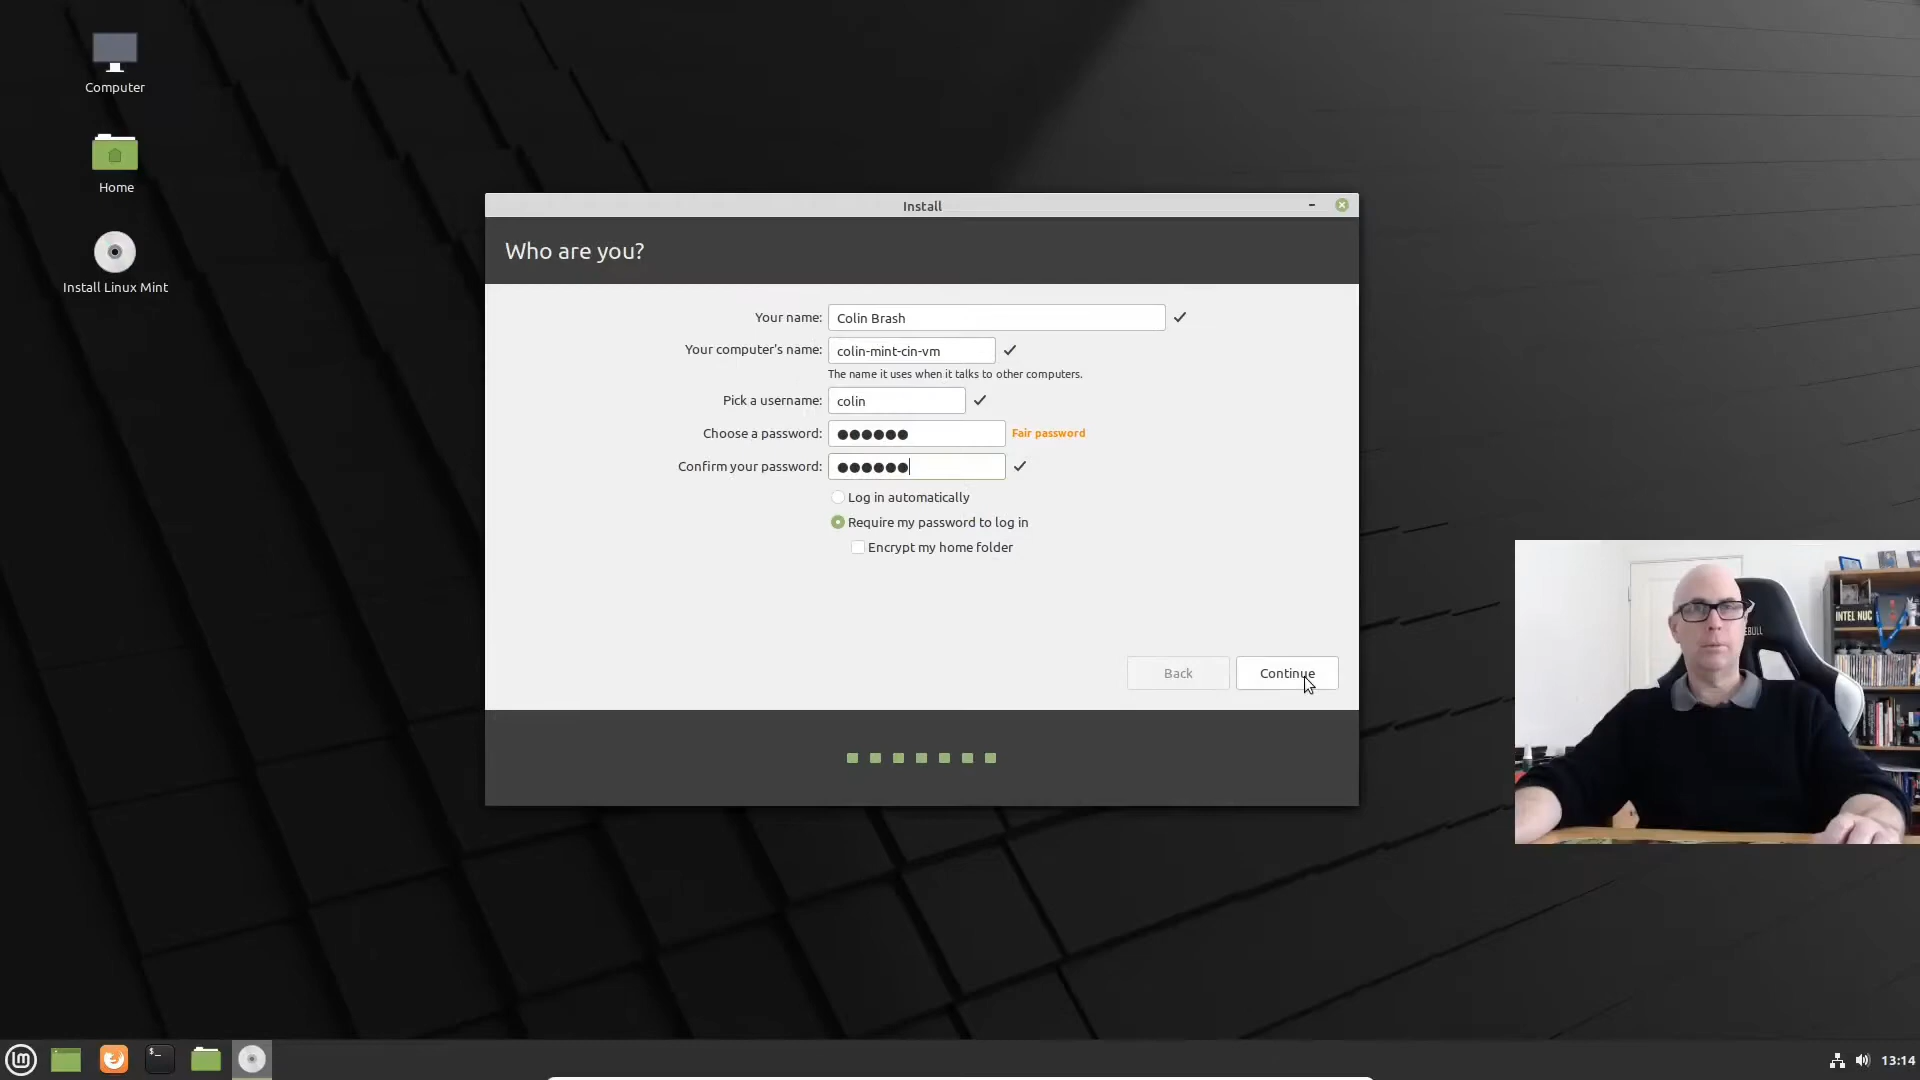 Computer
Home
Install Linux Mint
Install
Who are you?
Your name: Colin Brash
Your computer's name: colin-mint-cin-vm
The name it uses when it talks to other computers.
Pick a username: colin
Choose a password: ●●●●●● Fair password
Confirm your password: ●●●●●●
Log in automatically
Require my password to log in
Encrypt my home folder
Back
Continue
INTEL NUC
13:14